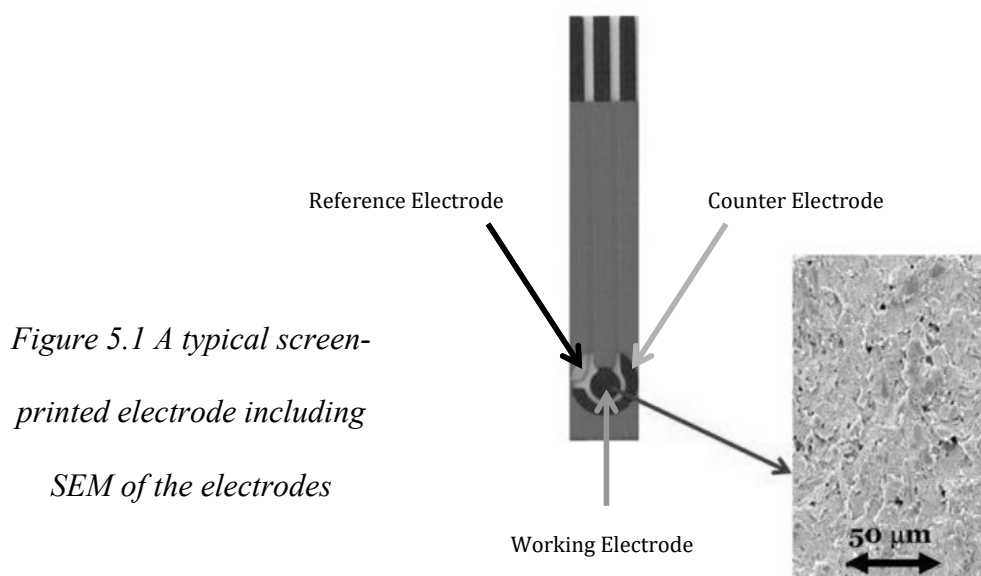 Reference Electrode
Counter Electrode
Figure 5.1 A typical screen-
printed electrode including
SEM of the electrodes
50 µm
Working Electrode